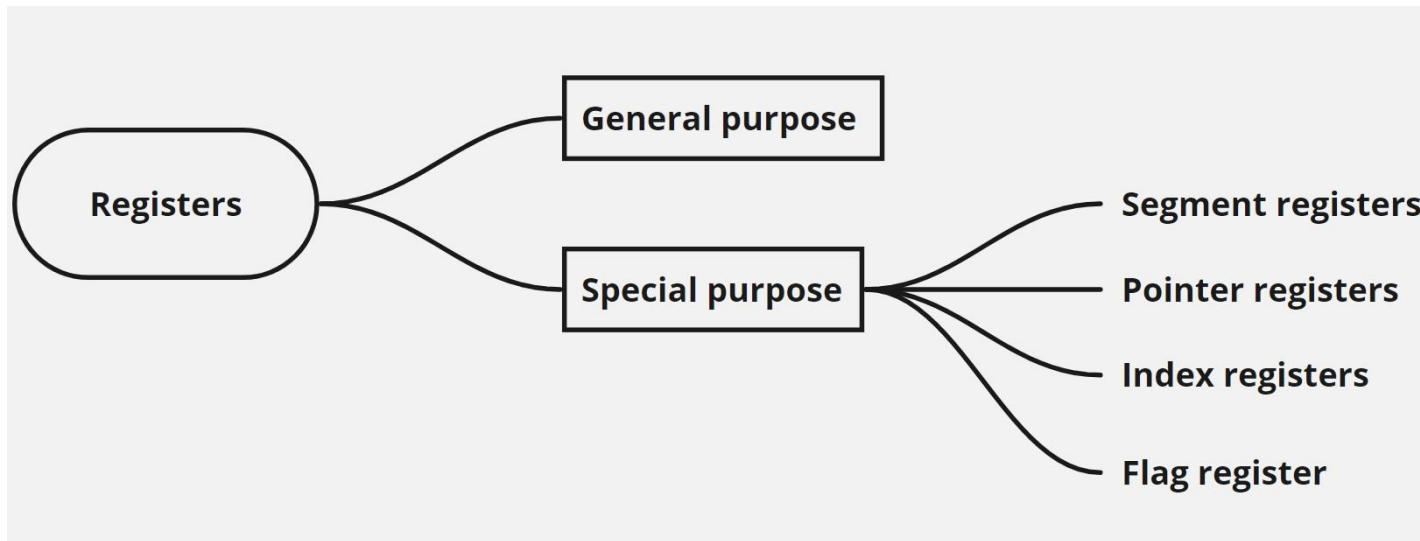 General purpose
Registers
Segment registers
Special purpose
Pointer registers
Index registers
Flag register